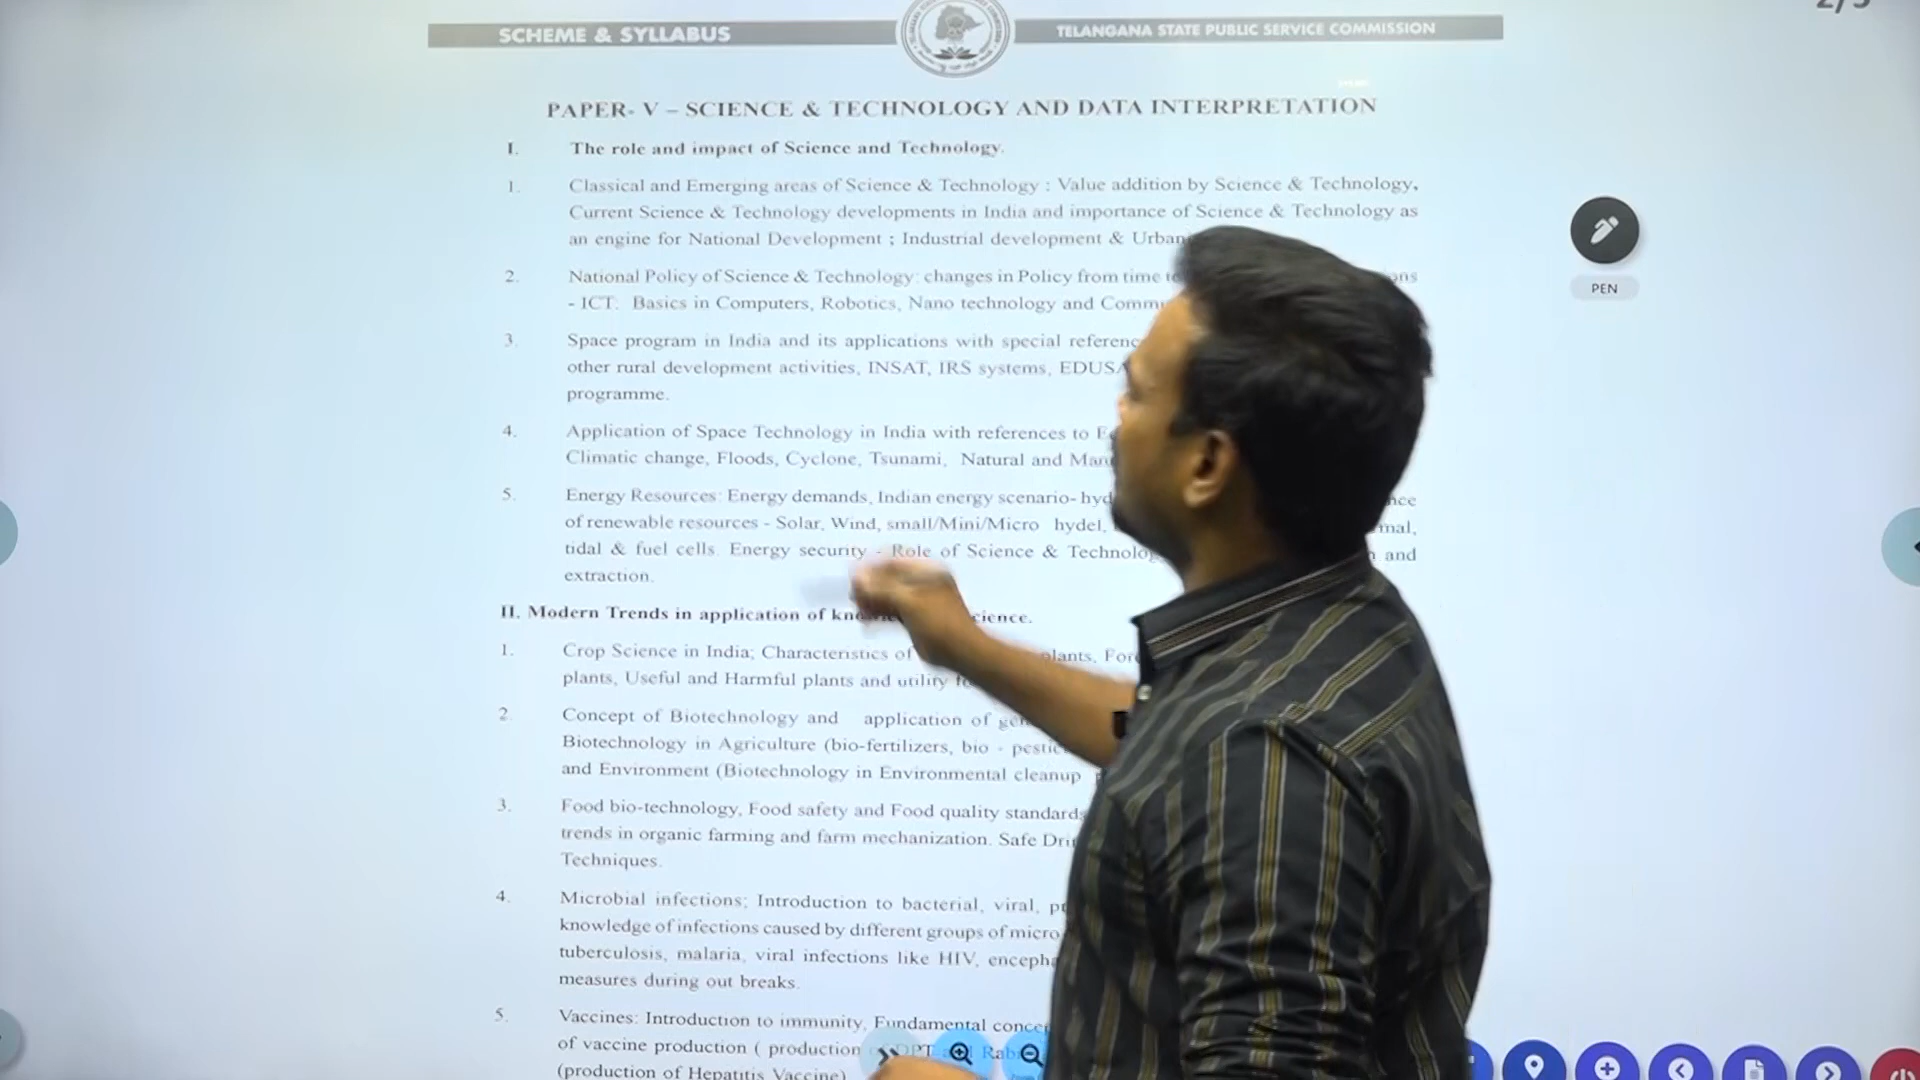 SCHEME & SYLLABUS
TELANGANA STATE PUBLIC SERVICE COMMISSION
PAPER- V – SCIENCE & TECHNOLOGY AND DATA INTERPRETATION
I. The role and impact of Science and Technology.
1. Classical and Emerging areas of Science & Technology : Value addition by Science & Technology,
Current Science & Technology developments in India and importance of Science & Technology as
an engine for National Development ; Industrial development &
2. National Policy of Science & Technology: changes in Policy from time
- ICT. Basics in Computers, Robotics, Nano technology and
3. Space program in India and its applications with special
other rural development activities, INSAT, IRS systems,
programme.
4. Application of Space Technology in India with references to
Climatic change, Floods, Cyclone, Tsunami, Natural and
5. Energy Resources: Energy demands, Indian energy scenario-
of renewable resources - Solar, Wind, small/Mini/Micro hydel,
tidal & fuel cells. Energy security - Role of Science & and
extraction.
II. Modern Trends in application of
1. Crop Science in India; Characteristics of plants,
plants, Useful and Harmful plants and utility
2. Concept of Biotechnology and application of
Biotechnology in Agriculture (bio-fertilizers, bio -
and Environment (Biotechnology in Environmental cleanup
3. Food bio-technology, Food safety and Food quality standards
trends in organic farming and farm mechanization. Safe
Techniques.
4. Microbial infections; Introduction to bacterial, viral,
knowledge of infections caused by different groups of micro
tuberculosis, malaria, viral infections like HIV,
measures during out breaks.
5. Vaccines: Introduction to immunity, Fundamental
of vaccine production ( production DPT
(production of Hepatitis Vaccine)
PEN